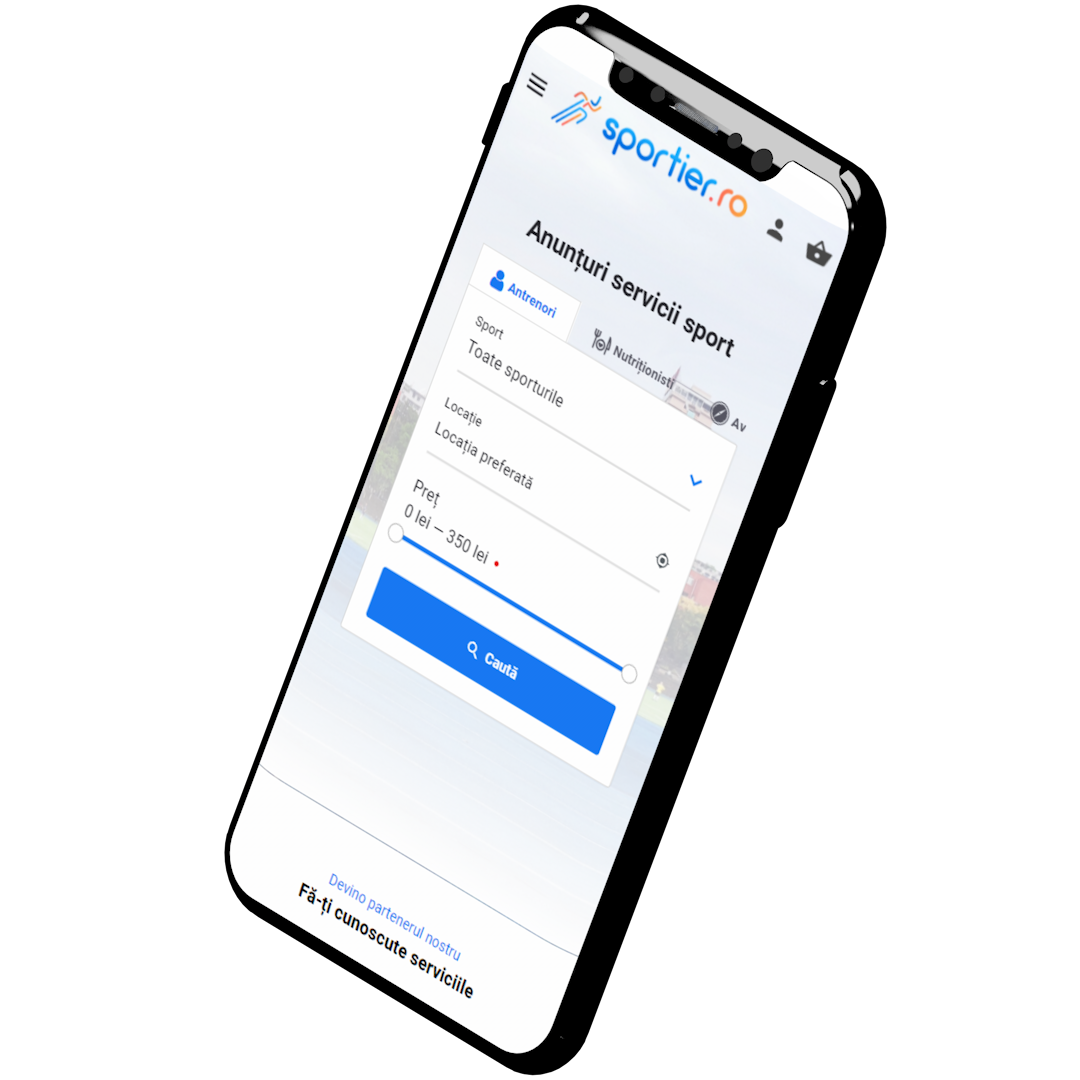 sportier.ro
Anunțuri servicii sport
Antrenori
Nutriționisti
Av
Sport
Toate sporturile
Locație
Locația preferată
Preț
0 lei – 350 lei
Caută
Devino partenerul nostru
Fă-ți cunoscute serviciile